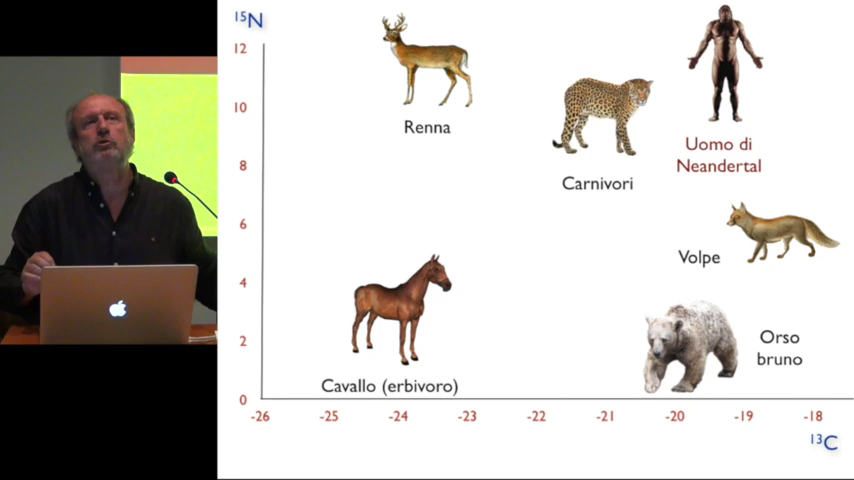 ¹⁵N
12
10
8
6
4
2
0
Renna
Carnivori
Uomo di
Neandertal
Volpe
Cavallo (erbivoro)
Orso
bruno
-26 -25 -24 -23 -22 -21 -20 -19 -18
¹³C